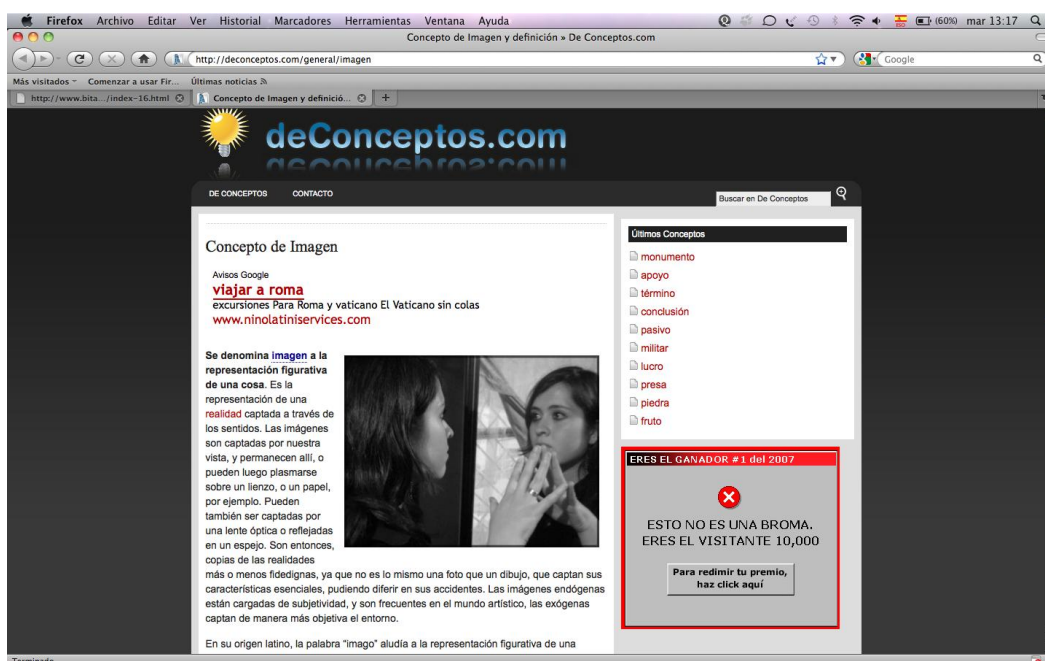 Firefox Archivo Editar Ver Historial Marcadores Herramientas Ventana Ayuda (60%) mar 13:17
Concepto de Imagen y definición » De Conceptos.com
http://deconceptos.com/general/imagen
Google
Más visitados Comenzar a usar Fir... Últimas noticias
http://www.bita.../index-16.html Concepto de Imagen y definició... +
deConceptos.com
DE CONCEPTOS CONTACTO
Buscar en De Conceptos
Concepto de Imagen
Avisos Google
viajar a roma
excursiones Para Roma y vaticano El Vaticano sin colas
www.ninolatiniservices.com
Se denomina imagen a la
representación figurativa
de una cosa. Es la
representación de una
realidad captada a través de
los sentidos. Las imágenes
son captadas por nuestra
vista, y permanecen allí, o
pueden luego plasmarse
sobre un lienzo, o un papel,
por ejemplo. Pueden
también ser captadas por
una lente óptica o reflejadas
en un espejo. Son entonces,
copias de las realidades
más o menos fidedignas, ya que no es lo mismo una foto que un dibujo, que captan sus
características esenciales, pudiendo diferir en sus accidentes. Las imágenes endógenas
están cargadas de subjetividad, y son frecuentes en el mundo artístico, las exógenas
captan de manera más objetiva el entorno.
En su origen latino, la palabra "imago" aludía a la representación figurativa de una
Últimos Conceptos
monumento
apoyo
término
conclusión
pasivo
militar
lucro
presa
piedra
fruto
ERES EL GANADOR #1 del 2007
ESTO NO ES UNA BROMA.
ERES EL VISITANTE 10,000
Para redimir tu premio,
haz click aquí
Terminado